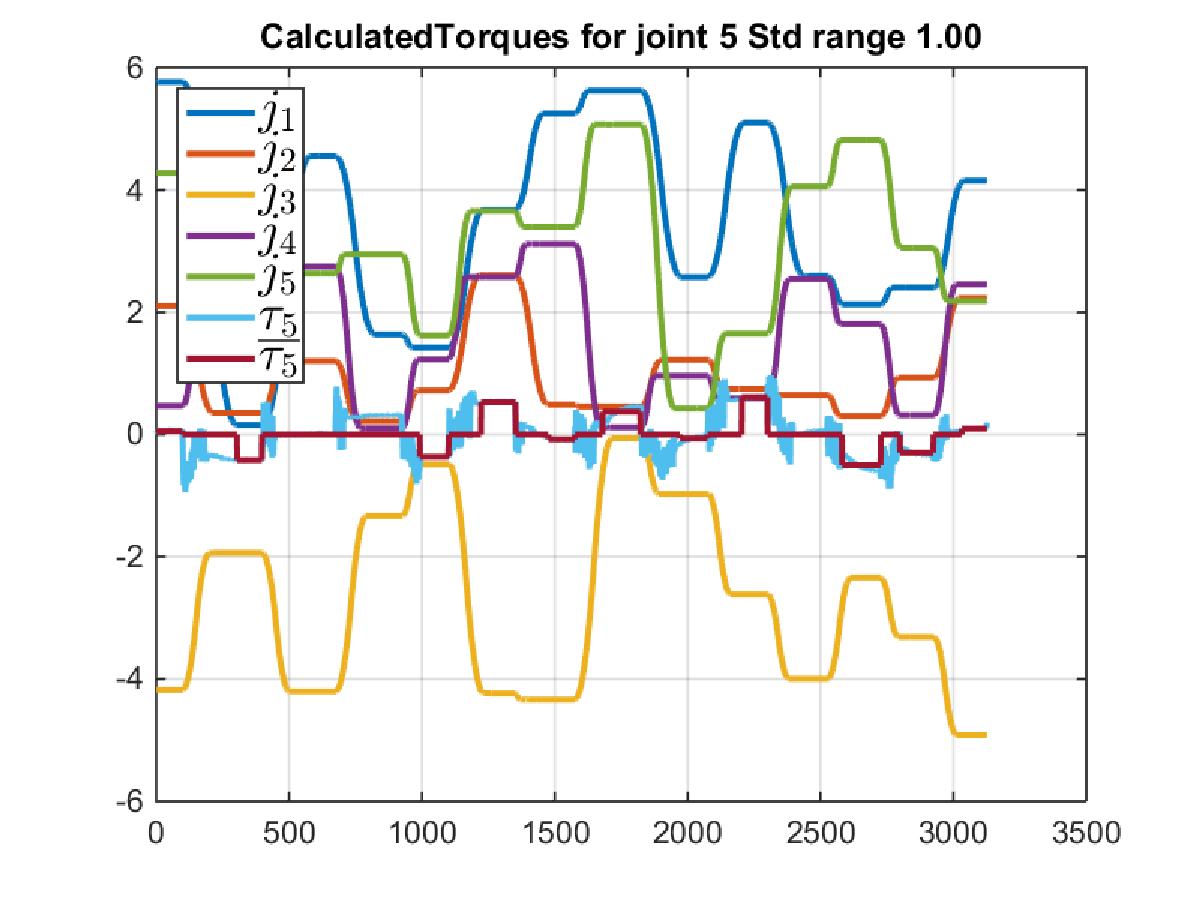 CalculatedTorques for joint 5 Std range 1.00
6
4
2
0
-2
-4
-6
j₁
j₂
j₃
j₄
j₅
τ₅
τ̅₅
0 500 1000 1500 2000 2500 3000 3500